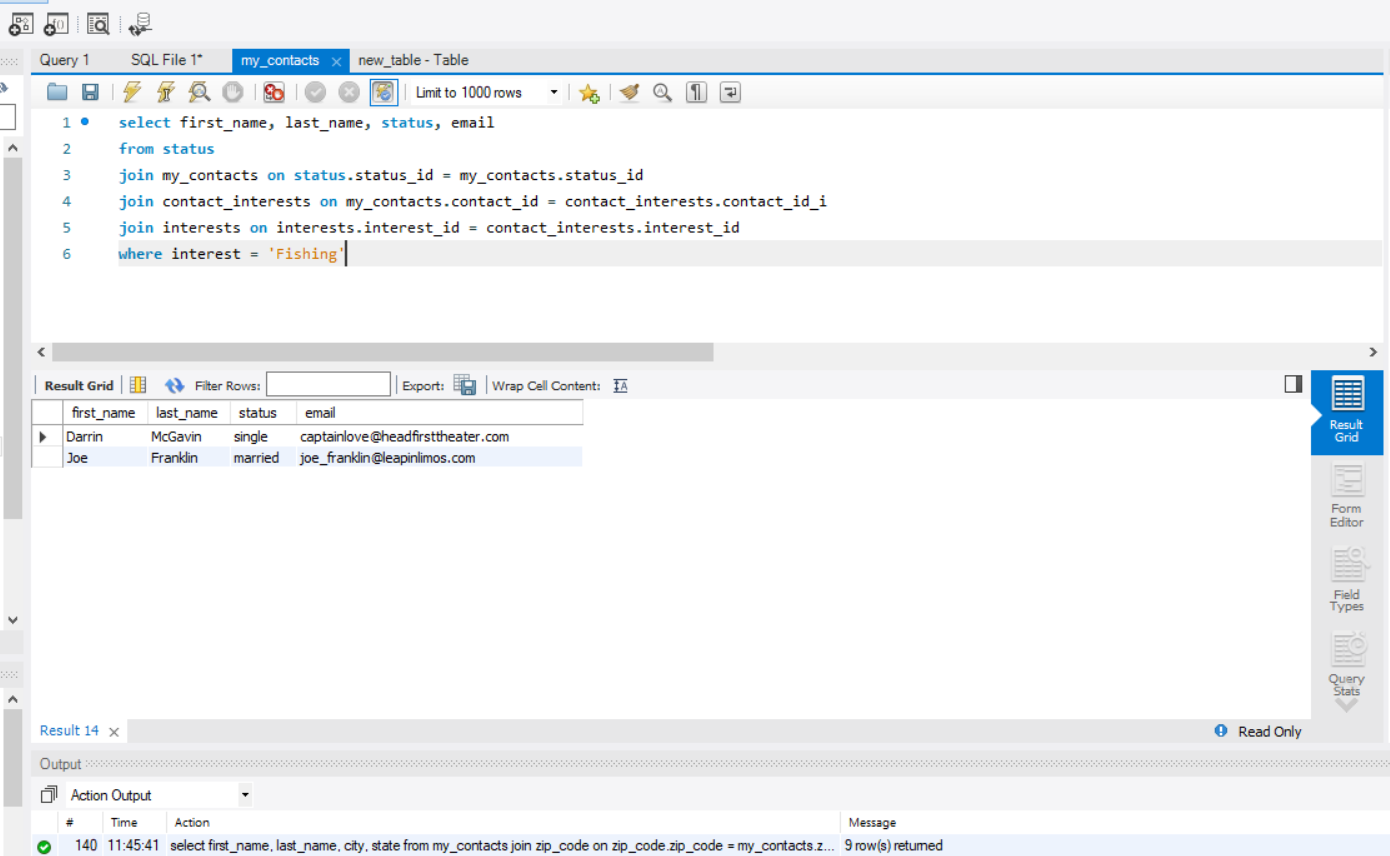 Query 1 SQL File 1* my_contacts new_table - Table
Limit to 1000 rows
1 select first_name, last_name, status, email
2 from status
3 join my_contacts on status.status_id = my_contacts.status_id
4 join contact_interests on my_contacts.contact_id = contact_interests.contact_id_i
5 join interests on interests.interest_id = contact_interests.interest_id
6 where interest = 'Fishing'
Result Grid Filter Rows: Export: Wrap Cell Content:
first_name last_name status email
Darrin McGavin single captainlove@headfirsttheater.com
Joe Franklin married joe_franklin@leapinlimos.com
Result
Grid
Form
Editor
Field
Types
Query
Stats
Result 14 Read Only
Output
Action Output
# Time Action Message
140 11:45:41 select first_name, last_name, city, state from my_contacts join zip_code on zip_code.zip_code = my_contacts.z... 9 row(s) returned